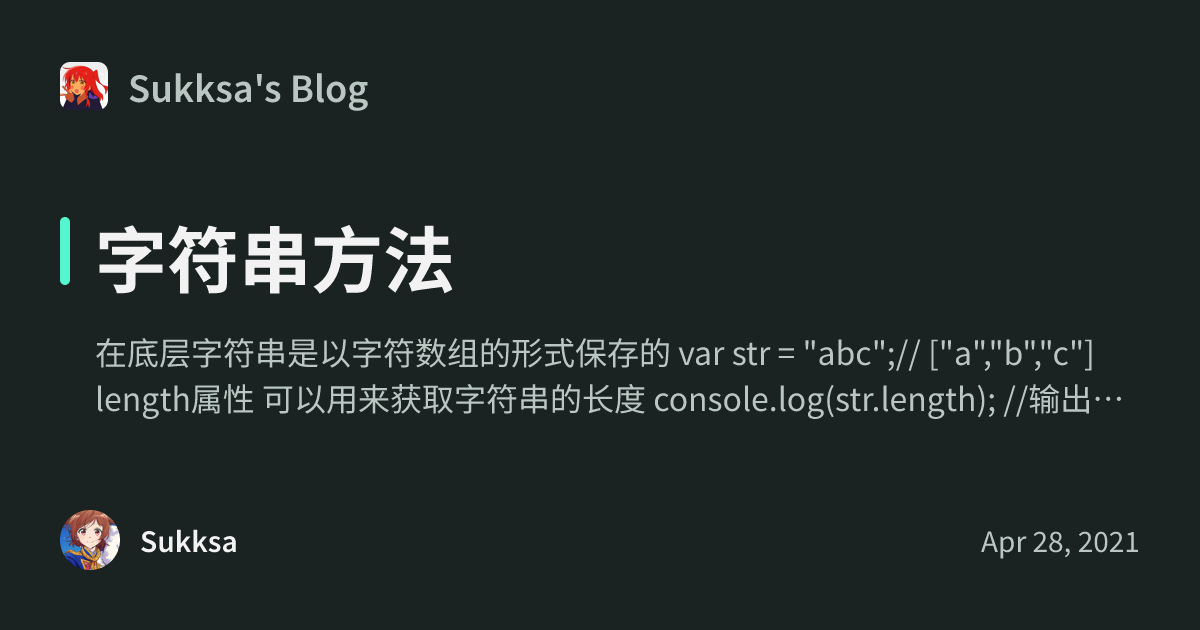 Sukksa's Blog
字符串方法
在底层字符串是以字符数组的形式保存的 var str = "abc";// ["a","b","c"]
length属性 可以用来获取字符串的长度 console.log(str.length); //输出…
Sukksa
Apr 28, 2021